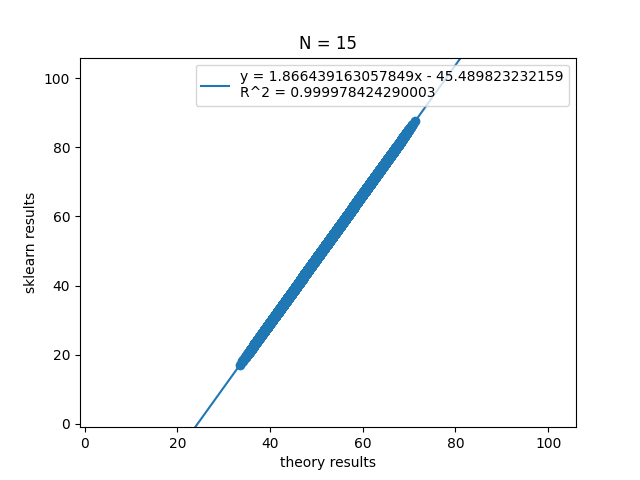 N = 15
y = 1.866439163057849x - 45.489823232159
R^2 = 0.999978424290003
100
80
60
40
20
0
sklearn results
0 20 40 60 80 100
theory results